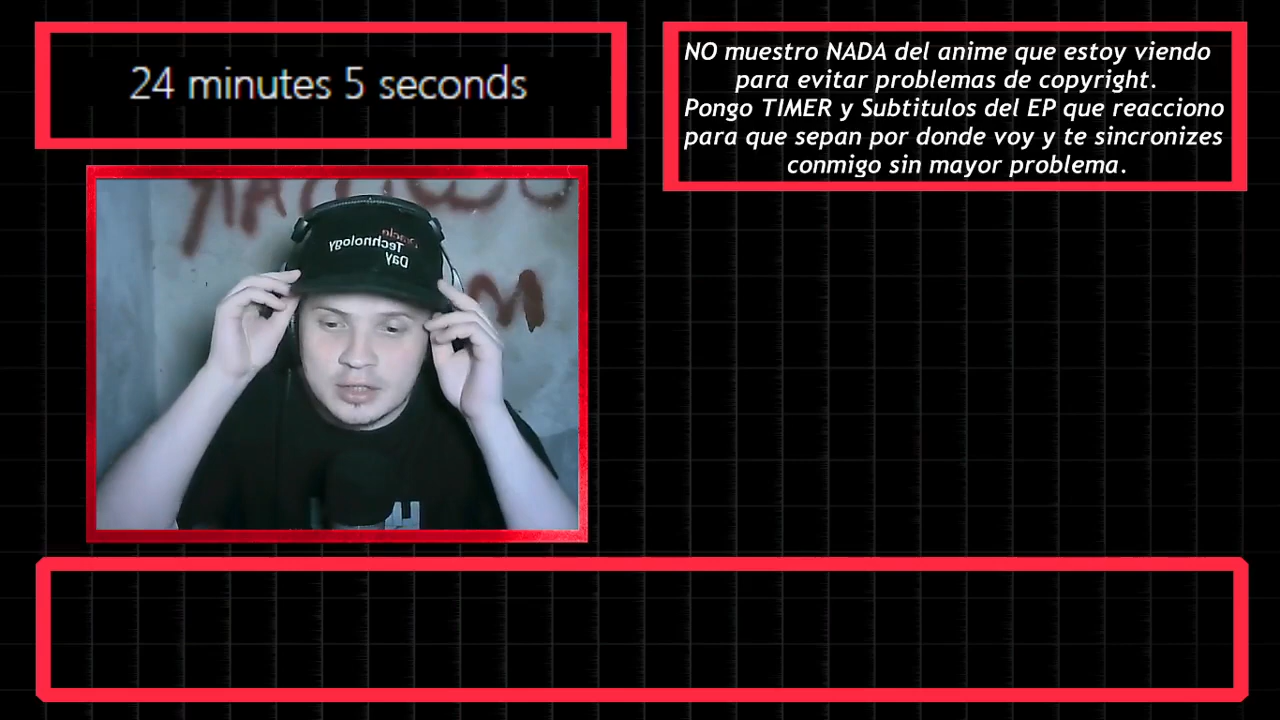 24 minutes 5 seconds
NO muestro NADA del anime que estoy viendo
para evitar problemas de copyright.
Pongo TIMER y Subtitulos del EP que reacciono
para que sepan por donde voy y te sincronizes
conmigo sin mayor problema.
Oracle
Technology
Day